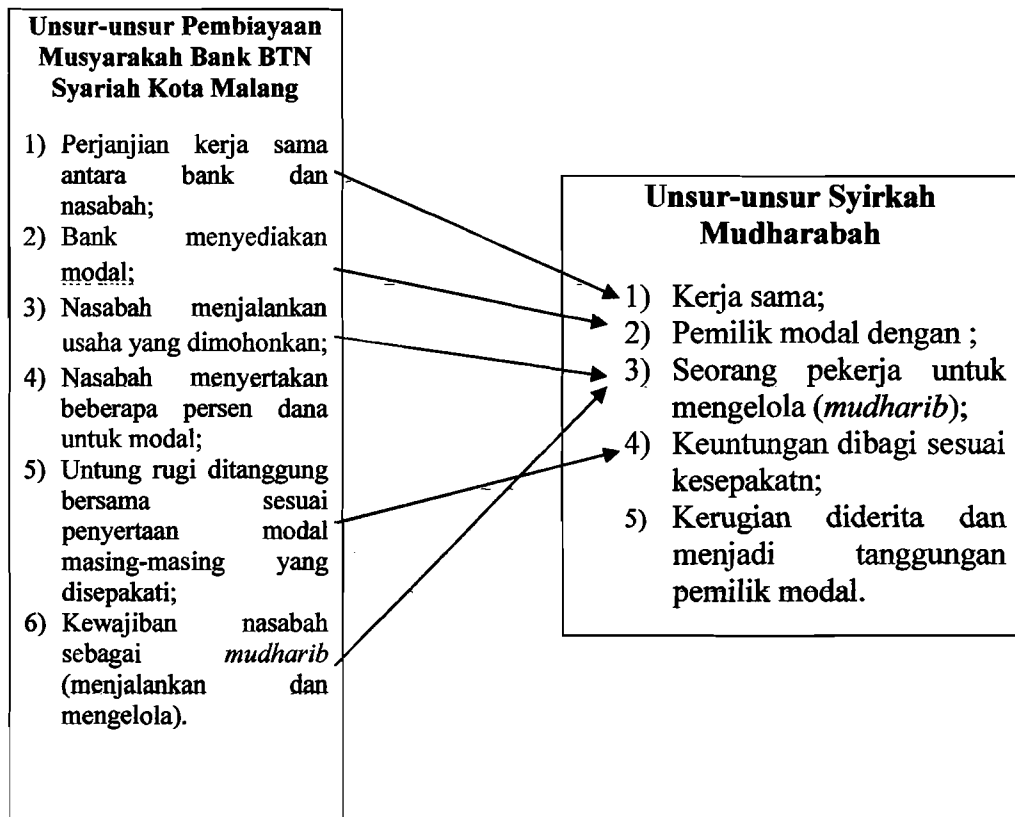 Unsur-unsur Pembiayaan
Musyarakah Bank BTN
Syariah Kota Malang
1) Perjanjian kerja sama
antara bank dan
nasabah;
2) Bank menyediakan
modal;
3) Nasabah menjalankan
usaha yang dimohonkan;
4) Nasabah menyertakan
beberapa persen dana
untuk modal;
5) Untung rugi ditanggung
bersama sesuai
penyertaan modal
masing-masing yang
disepakati;
6) Kewajiban nasabah
sebagai mudharib
(menjalankan dan
mengelola).
Unsur-unsur Syirkah
Mudharabah
1) Kerja sama;
2) Pemilik modal dengan ;
3) Seorang pekerja untuk
mengelola (mudharib);
4) Keuntungan dibagi sesuai
kesepakatn;
5) Kerugian diderita dan
menjadi tanggungan
pemilik modal.